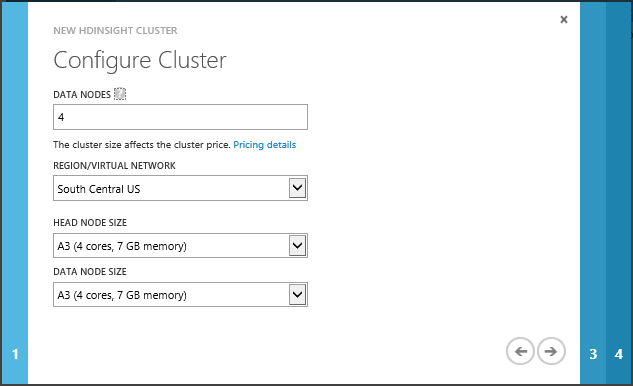 NEW HDINSIGHT CLUSTER
Configure Cluster
DATA NODES ?
4
The cluster size affects the cluster price. Pricing details
REGION/VIRTUAL NETWORK
South Central US
HEAD NODE SIZE
A3 (4 cores, 7 GB memory)
DATA NODE SIZE
A3 (4 cores, 7 GB memory)
1
3
4